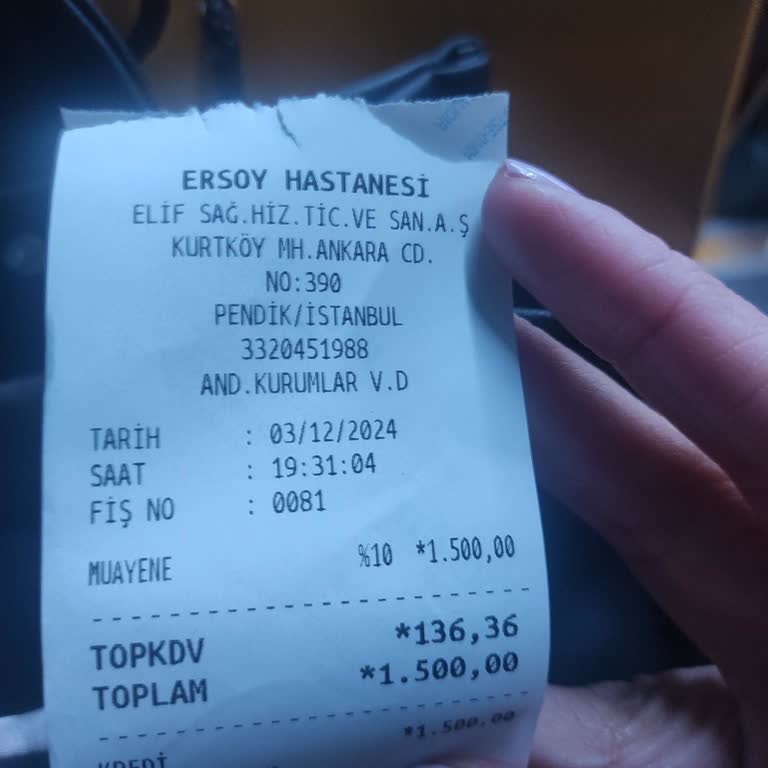 ERSOY HASTANESİ
ELİF SAĞ.HİZ.TİC.VE SAN.A.Ş
KURTKÖY MH.ANKARA CD.
NO:390
PENDİK/İSTANBUL
3320451988
AND.KURUMLAR V.D
TARİH : 03/12/2024
SAAT : 19:31:04
FİŞ NO : 0081
MUAYENE %10 *1.500,00
TOPKDV *136,36
TOPLAM *1.500,00
KREDİ *1.500,00